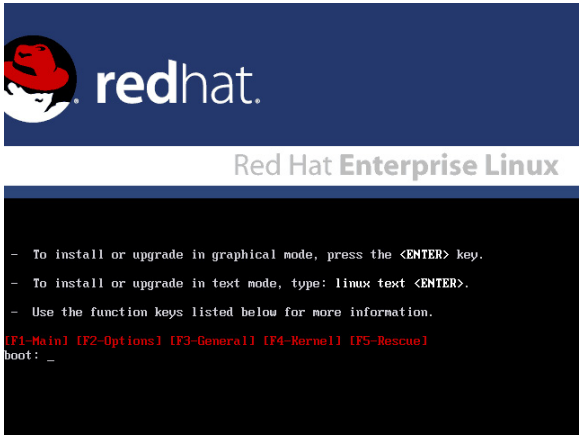 redhat.
Red Hat Enterprise Linux
- To install or upgrade in graphical mode, press the <ENTER> key.
- To install or upgrade in text mode, type: linux text <ENTER>.
- Use the function keys listed below for more information.
[F1-Main] [F2-Options] [F3-General] [F4-Kernel] [F5-Rescue]
boot: _